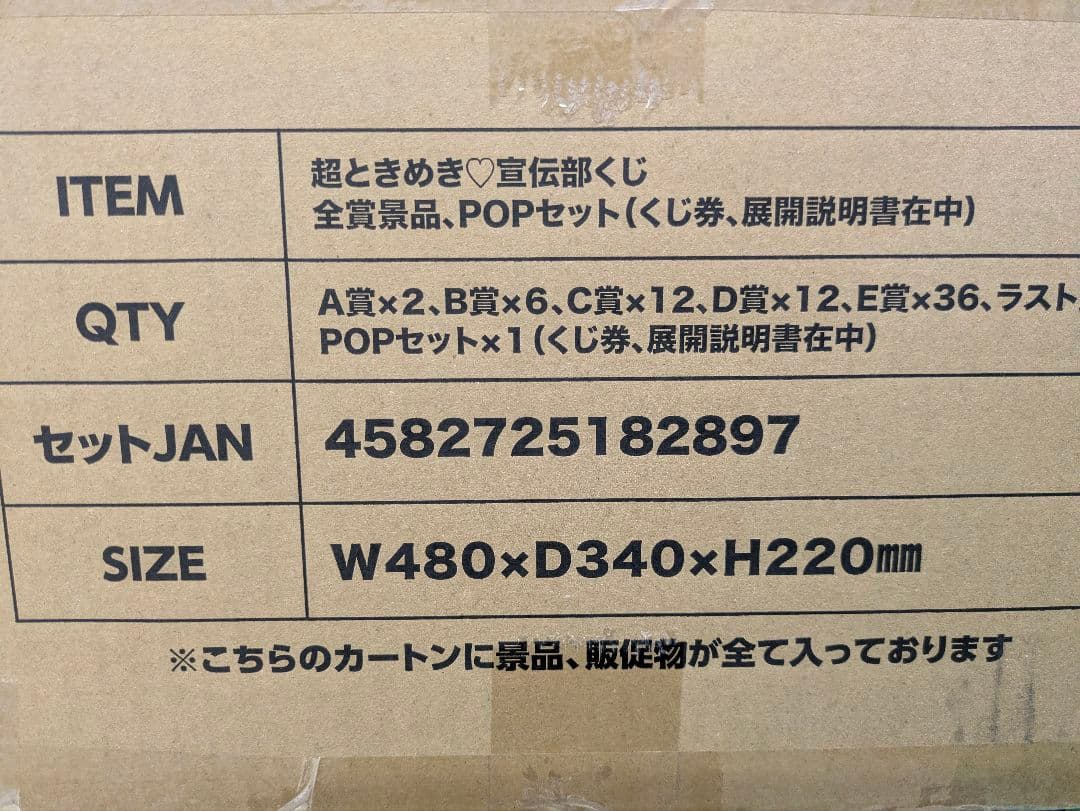 ITEM
超ときめき♡宣伝部くじ
全賞景品、POPセット(くじ券、展開説明書在中)
QTY
A賞×2、B賞×6、C賞×12、D賞×12、E賞×36、ラスト
POPセット×1(くじ券、展開説明書在中)
セットJAN
4582725182897
SIZE
W480×D340×H220㎜
※こちらのカートンに景品、販促物が全て入っております